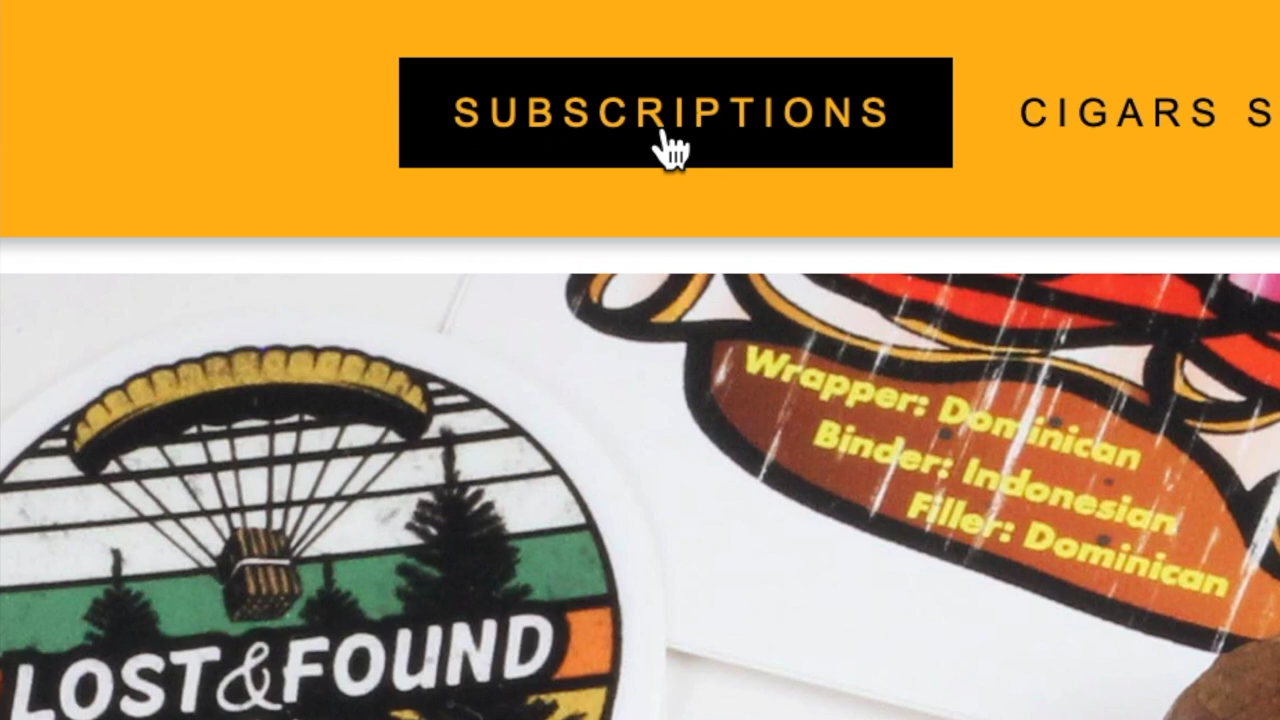 SUBSCRIPTIONS
CIGARS S
Wrapper: Dominican
Binder: Indonesian
Filler: Dominican
LOST&FOUND